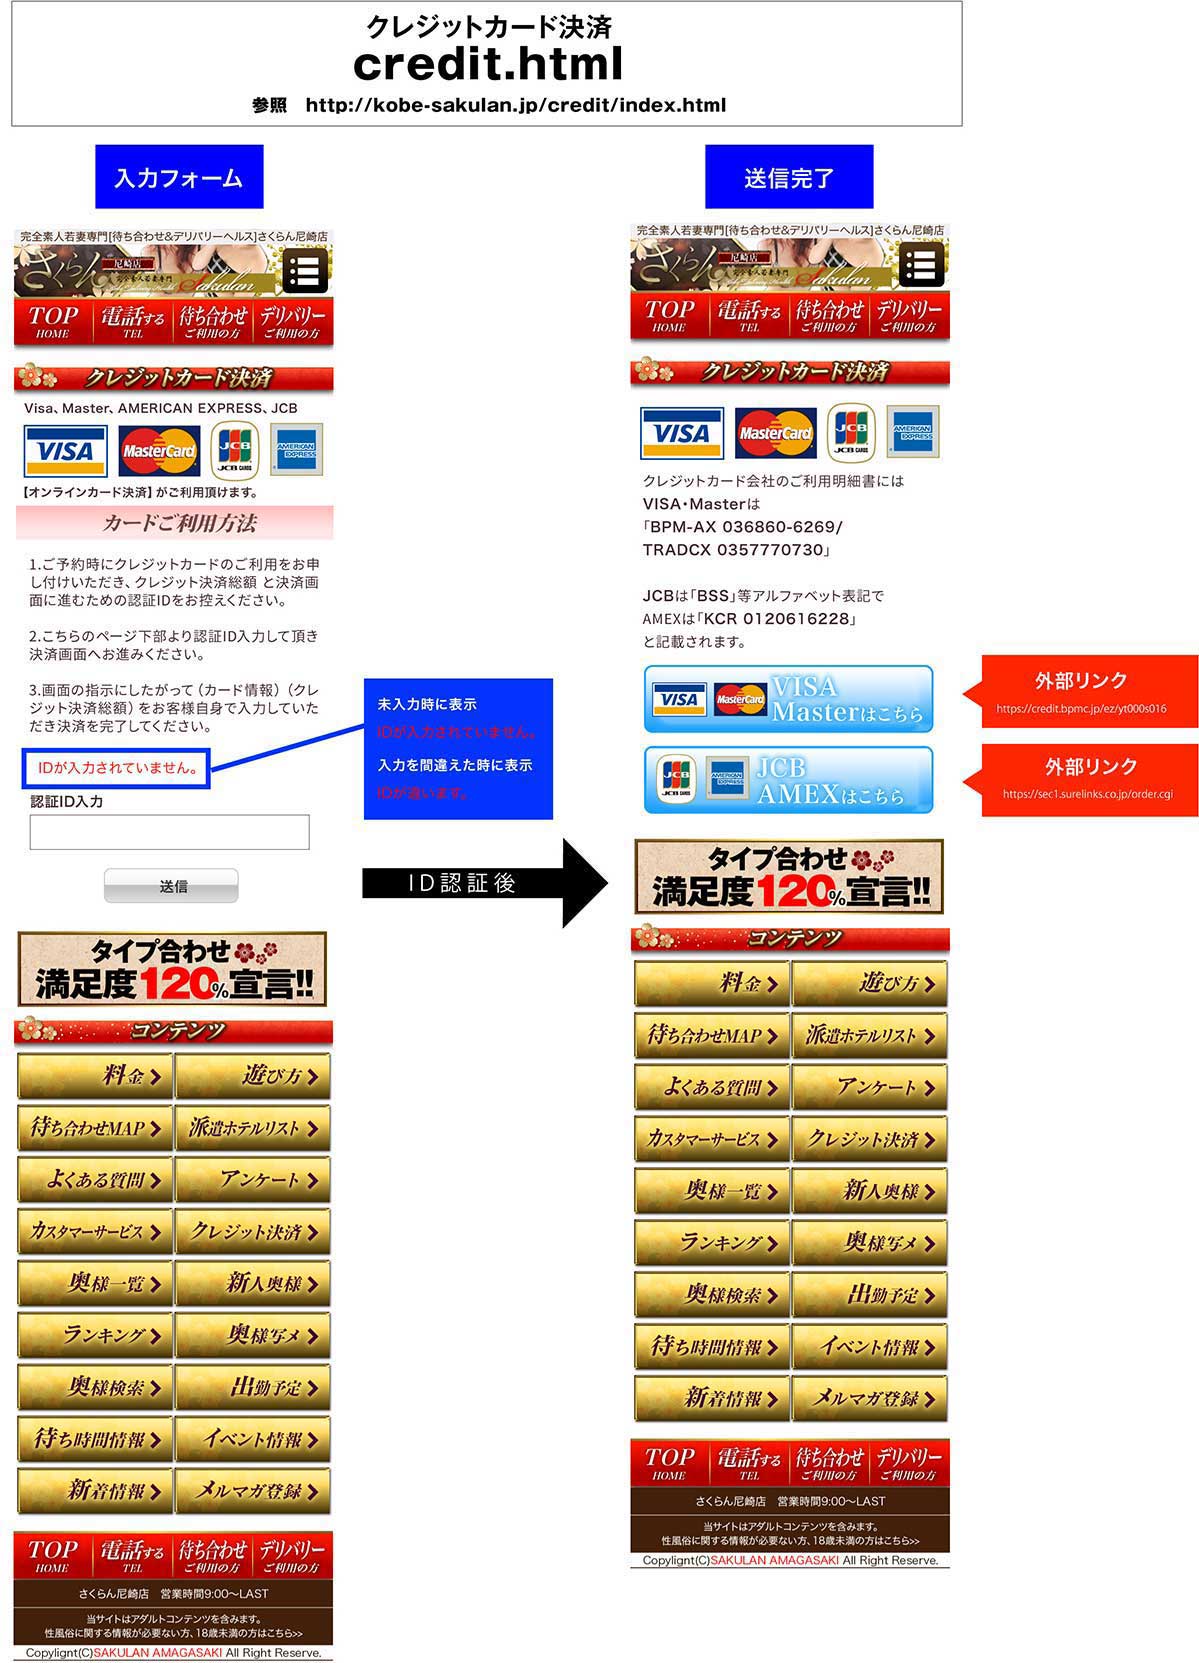 クレジットカード決済
credit.html
参照 http://kobe-sakulan.jp/credit/index.html
入力フォーム
完全素人若妻専門[待ち合わせ&デリバリーヘルス]さくらん尼崎店
さくらん
尼崎店
完全素人若妻専門
Sakulan
TOP 電話する 待ち合わせ デリバリー
HOME TEL ご利用の方 ご利用の方
クレジットカード決済
Visa、Master、AMERICAN EXPRESS、JCB
VISA MasterCard JCB AMERICAN EXPRESS
JCB CARDS
【オンラインカード決済】がご利用頂けます。
カードご利用方法
1.ご予約時にクレジットカードのご利用をお申
し付けいただき、クレジット決済総額 と決済画
面に進むための認証IDをお控えください。
2.こちらのページ下部より認証ID入力して頂き
決済画面へお進みください。
3.画面の指示にしたがって（カード情報）（クレ
ジット決済総額）をお客様自身で入力していた
だき決済を完了してください。
IDが入力されていません。
認証ID入力
送信
未入力時に表示
IDが入力されていません。
入力を間違えた時に表示
IDが違います。
ID認証後
タイプ合わせ
満足度120%宣言!!
コンテンツ
料金 遊び方
待ち合わせMAP 派遣ホテルリスト
よくある質問 アンケート
カスタマーサービス クレジット決済
奥様一覧 新人奥様
ランキング 奥様写メ
奥様検索 出勤予定
待ち時間情報 イベント情報
新着情報 メルマガ登録
TOP 電話する 待ち合わせ デリバリー
HOME TEL ご利用の方 ご利用の方
さくらん尼崎店 営業時間9:00〜LAST
当サイトはアダルトコンテンツを含みます。
性風俗に関する情報が必要ない方、18歳未満の方はこちら>>
Copylignt(C)SAKULAN AMAGASAKI All Right Reserve.
送信完了
完全素人若妻専門[待ち合わせ&デリバリーヘルス]さくらん尼崎店
さくらん
尼崎店
完全素人若妻専門
Sakulan
TOP 電話する 待ち合わせ デリバリー
HOME TEL ご利用の方 ご利用の方
クレジットカード決済
VISA MasterCard JCB AMERICAN EXPRESS
JCB CARDS
クレジットカード会社のご利用明細書には
VISA・Masterは
「BPM-AX 036860-6269/
TRADCX 0357770730」
JCBは「BSS」等アルファベット表記で
AMEXは「KCR 0120616228」
と記載されます。
VISA MasterCard VISA
Masterはこちら
JCB AMERICAN EXPRESS JCB
JCB CARDS
AMEXはこちら
外部リンク
https://credit.bpmc.jp/ez/yt000s016
外部リンク
https://sec1.surelinks.co.jp/order.cgi
タイプ合わせ
満足度120%宣言!!
コンテンツ
料金 遊び方
待ち合わせMAP 派遣ホテルリスト
よくある質問 アンケート
カスタマーサービス クレジット決済
奥様一覧 新人奥様
ランキング 奥様写メ
奥様検索 出勤予定
待ち時間情報 イベント情報
新着情報 メルマガ登録
TOP 電話する 待ち合わせ デリバリー
HOME TEL ご利用の方 ご利用の方
さくらん尼崎店 営業時間9:00〜LAST
当サイトはアダルトコンテンツを含みます。
性風俗に関する情報が必要ない方、18歳未満の方はこちら>>
Copylignt(C)SAKULAN AMAGASAKI All Right Reserve.